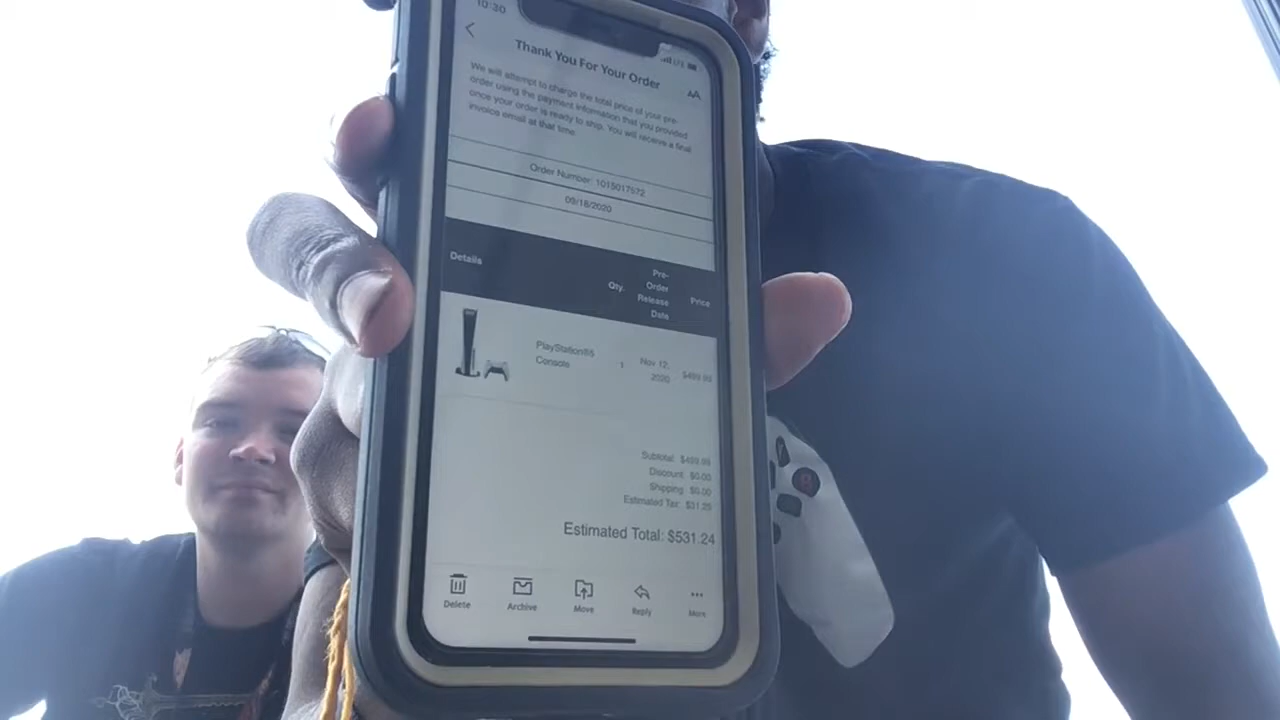 10:30
LTE
Thank You For Your Order
AA
We will attempt to charge the total price of your pre-
order using the payment information that you provided
once your order is ready to ship. You will receive a final
invoice email at that time.
Order Number: 1015017572
09/18/2020
Details Qty. Pre-Order Release Date Price
PlayStation®5 Console 1 Nov 12, 2020 $499.99
Subtotal: $499.99
Discount: $0.00
Shipping: $0.00
Estimated Tax: $31.25
Estimated Total: $531.24
Delete Archive Move Reply More